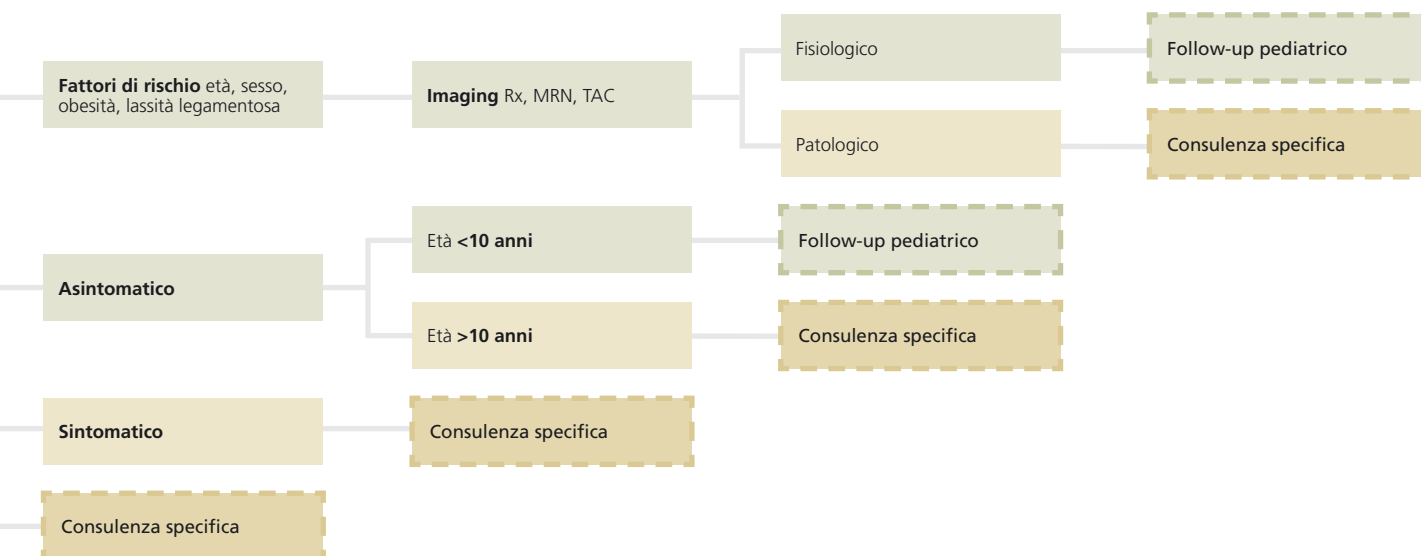 Fattori di rischio età, sesso,
obesità, lassità legamentosa
Imaging Rx, MRN, TAC
Fisiologico
Follow-up pediatrico
Patologico
Consulenza specifica
Asintomatico
Età <10 anni
Follow-up pediatrico
Età >10 anni
Consulenza specifica
Sintomatico
Consulenza specifica
Consulenza specifica